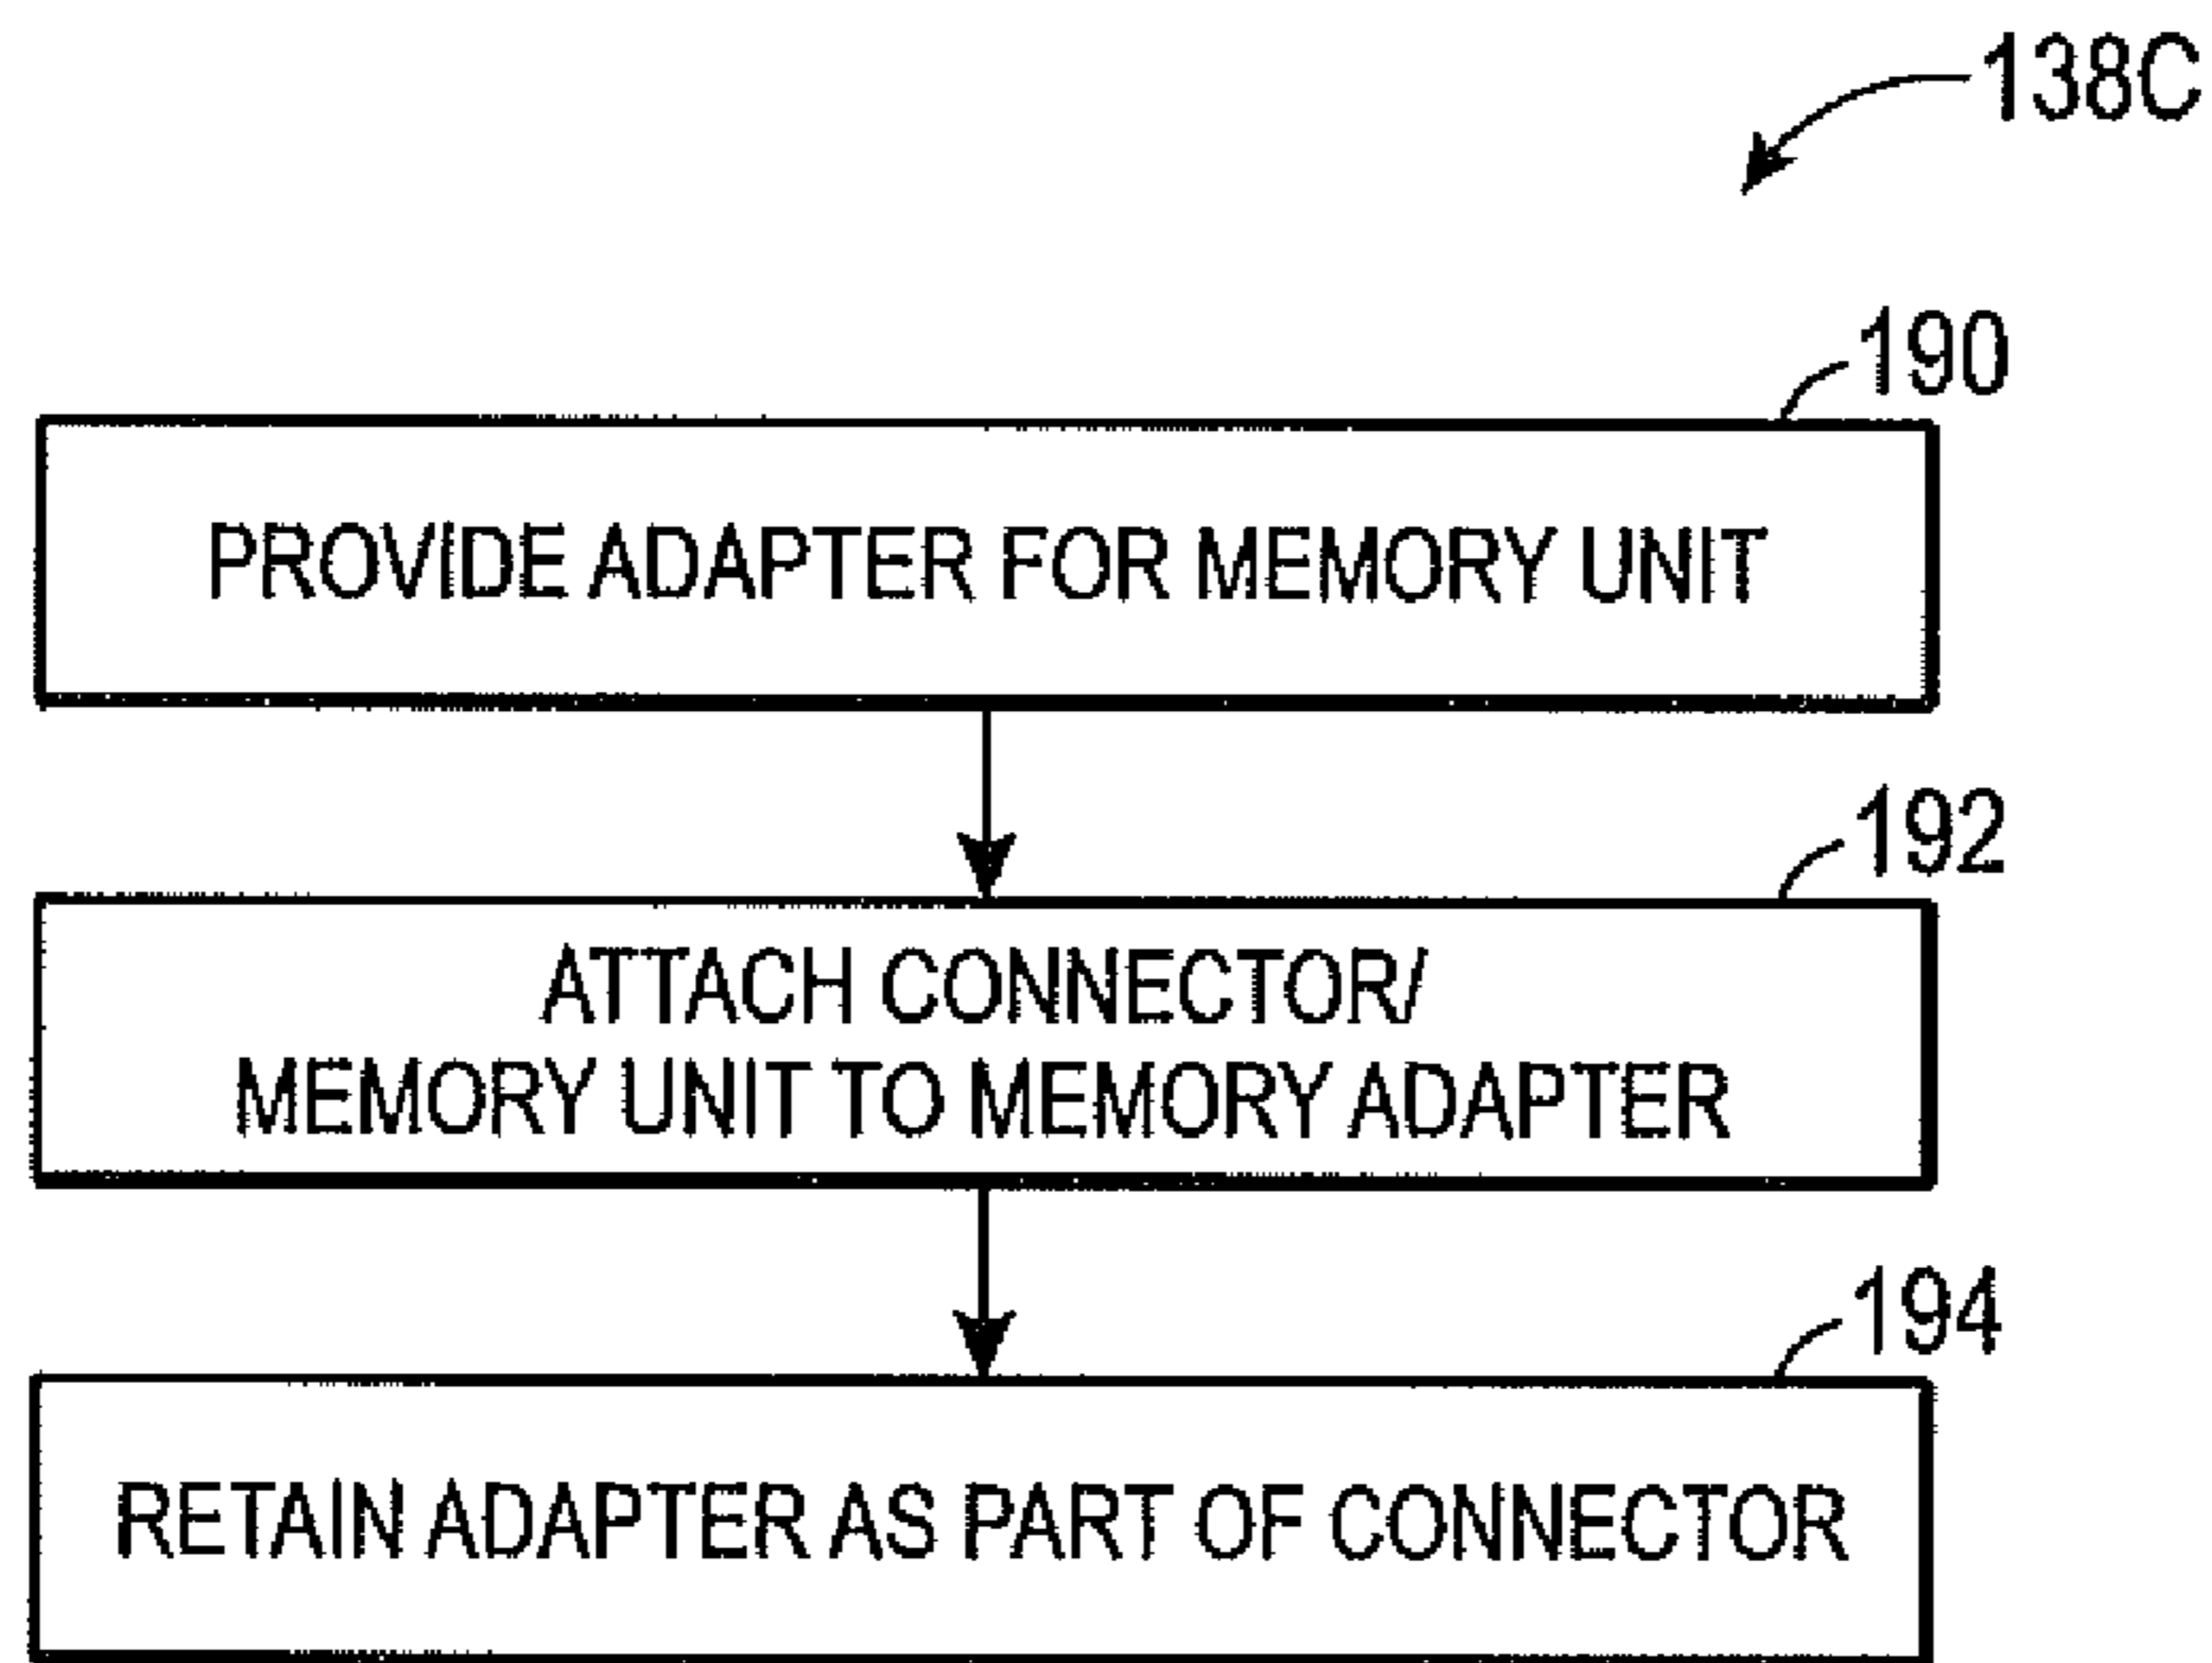 138C
190
PROVIDE ADAPTER FOR MEMORY UNIT
192
ATTACH CONNECTOR/
MEMORY UNIT TO MEMORY ADAPTER
194
RETAIN ADAPTER AS PART OF CONNECTOR